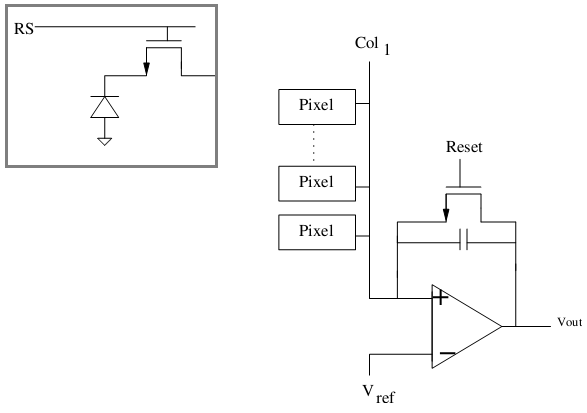 RS
Col 1
Pixel
Pixel
Reset
Pixel
+
Vout
−
V ref